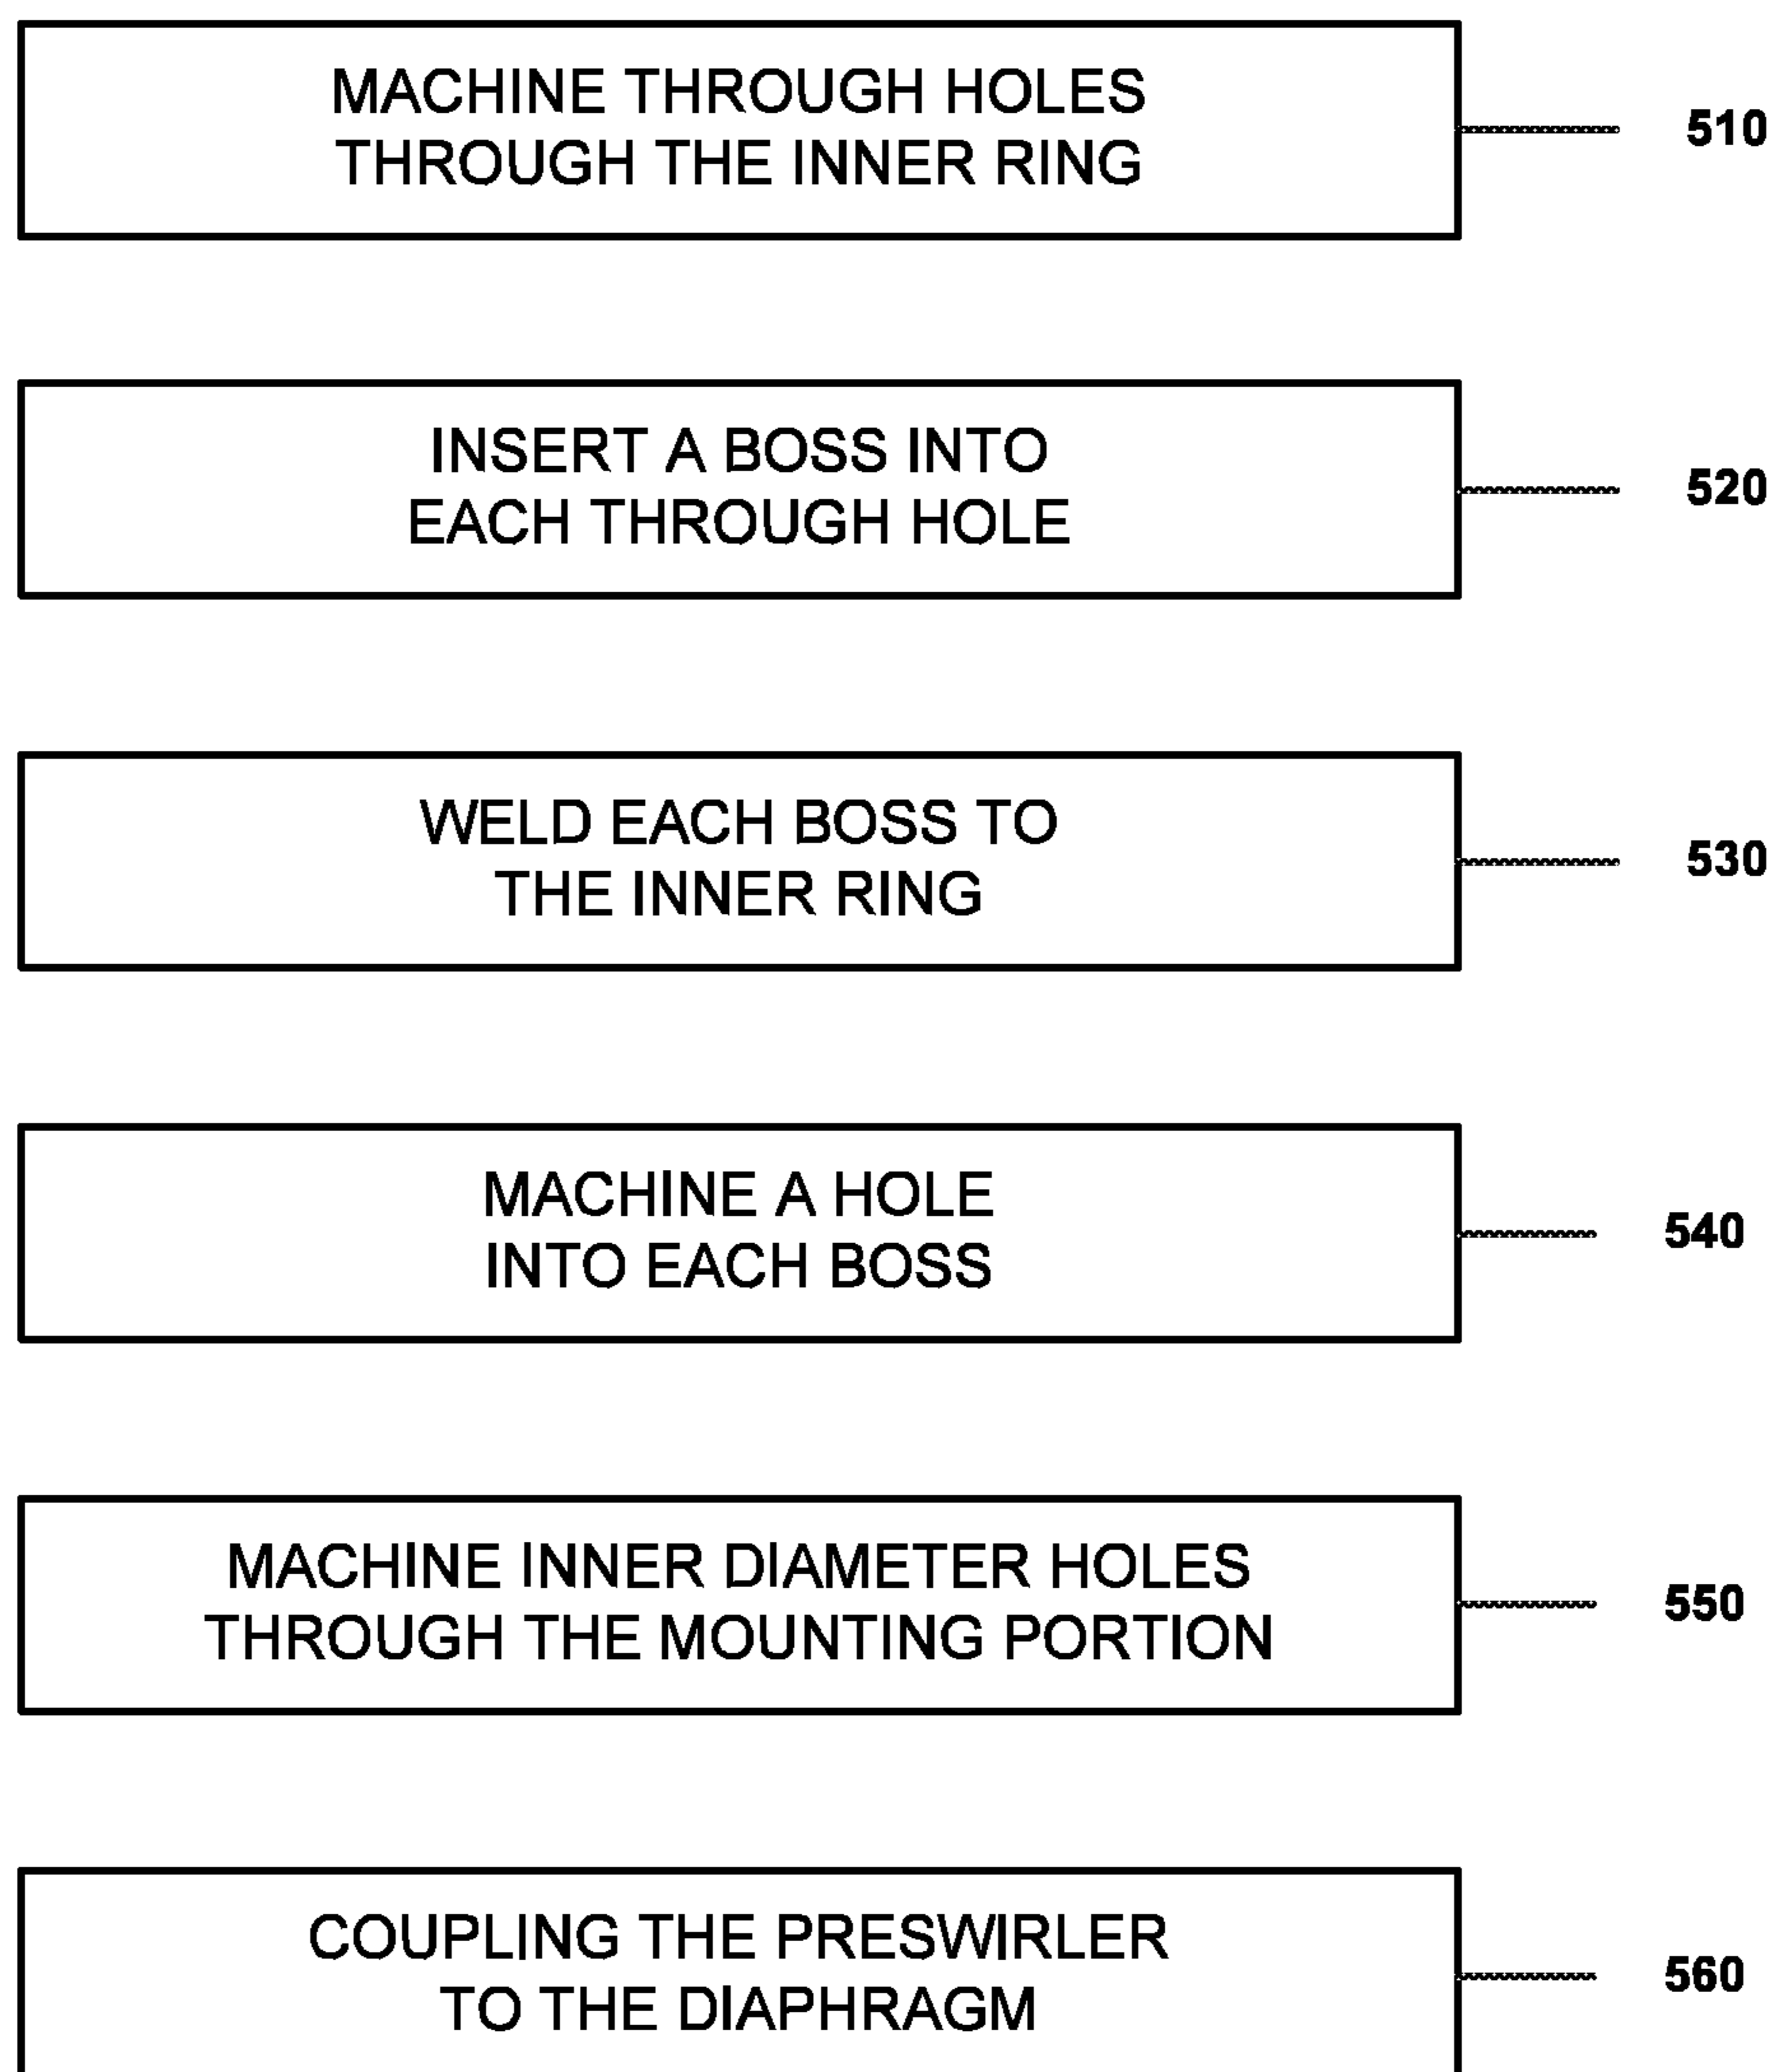 MACHINE THROUGH HOLES
THROUGH THE INNER RING
510
INSERT A BOSS INTO
EACH THROUGH HOLE
520
WELD EACH BOSS TO
THE INNER RING
530
MACHINE A HOLE
INTO EACH BOSS
540
MACHINE INNER DIAMETER HOLES
THROUGH THE MOUNTING PORTION
550
COUPLING THE PRESWIRLER
TO THE DIAPHRAGM
560